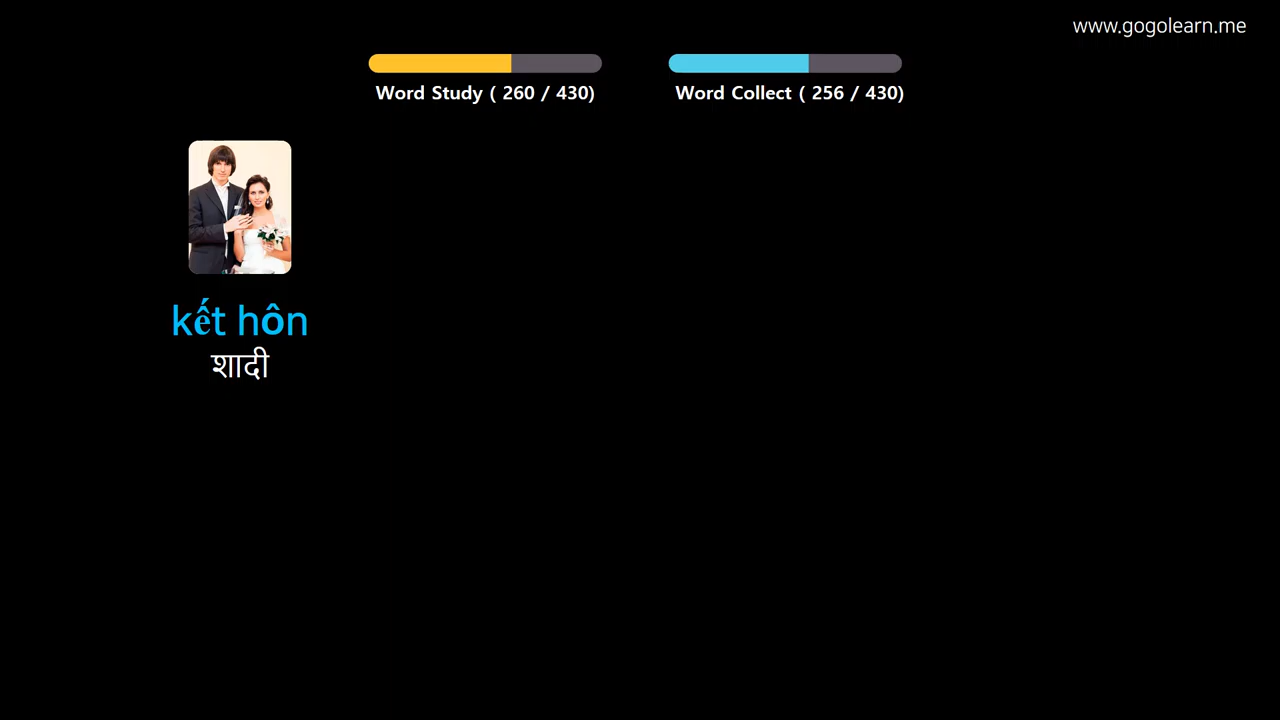 www.gogolearn.me
Word Study ( 260 / 430)
Word Collect ( 256 / 430)
kết hôn
शादी